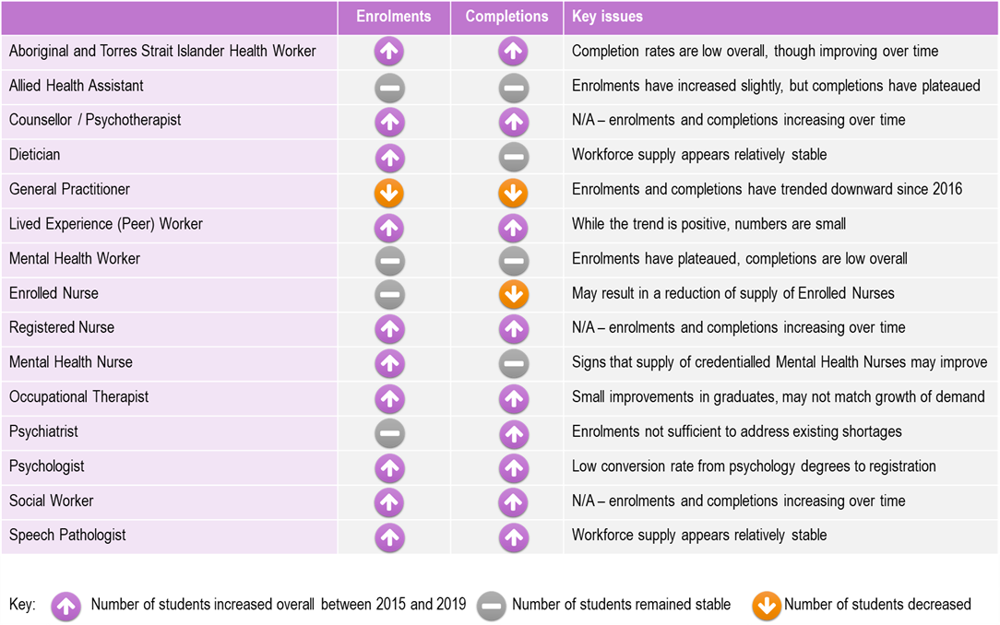 Enrolments Completions Key issues
Aboriginal and Torres Strait Islander Health Worker Completion rates are low overall, though improving over time
Allied Health Assistant Enrolments have increased slightly, but completions have plateaued
Counsellor / Psychotherapist N/A – enrolments and completions increasing over time
Dietician Workforce supply appears relatively stable
General Practitioner Enrolments and completions have trended downward since 2016
Lived Experience (Peer) Worker While the trend is positive, numbers are small
Mental Health Worker Enrolments have plateaued, completions are low overall
Enrolled Nurse May result in a reduction of supply of Enrolled Nurses
Registered Nurse N/A – enrolments and completions increasing over time
Mental Health Nurse Signs that supply of credentialled Mental Health Nurses may improve
Occupational Therapist Small improvements in graduates, may not match growth of demand
Psychiatrist Enrolments not sufficient to address existing shortages
Psychologist Low conversion rate from psychology degrees to registration
Social Worker N/A – enrolments and completions increasing over time
Speech Pathologist Workforce supply appears relatively stable
Key: Number of students increased overall between 2015 and 2019 Number of students remained stable Number of students decreased